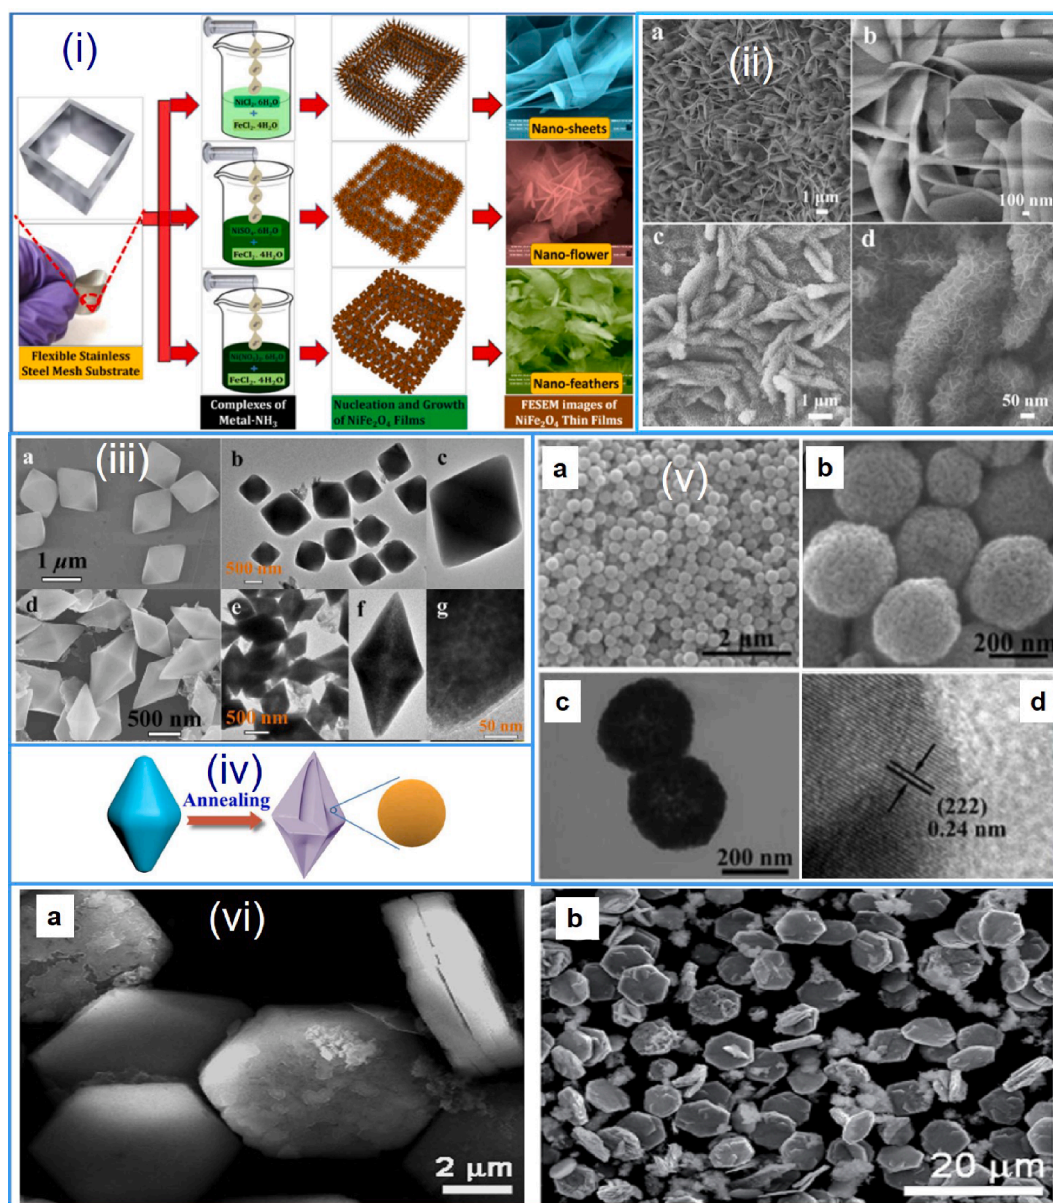 (i)
NiCl₂. 6H₂O
+
FeCl₂. 4H₂O
Nano-sheets
NiSO₄. 6H₂O
+
FeCl₂. 4H₂O
Nano-flower
Ni(NO₃)₂. 6H₂O
+
FeCl₂. 4H₂O
Nano-feathers
Flexible Stainless
Steel Mesh Substrate
Complexes of
Metal-NH₃
Nucleation and Growth
of NiFe₂O₄ Films
FESEM images of
NiFe₂O₄ Thin Films
(ii)
a
1 µm
b
100 nm
c
1 µm
d
50 nm
(iii)
a
1 µm
b
500 nm
c
d
500 nm
e
500 nm
f
g
50 nm
(iv)
Annealing
(v)
a
2 µm
b
200 nm
c
200 nm
d
(222)
0.24 nm
(vi)
a
2 µm
b
20 µm